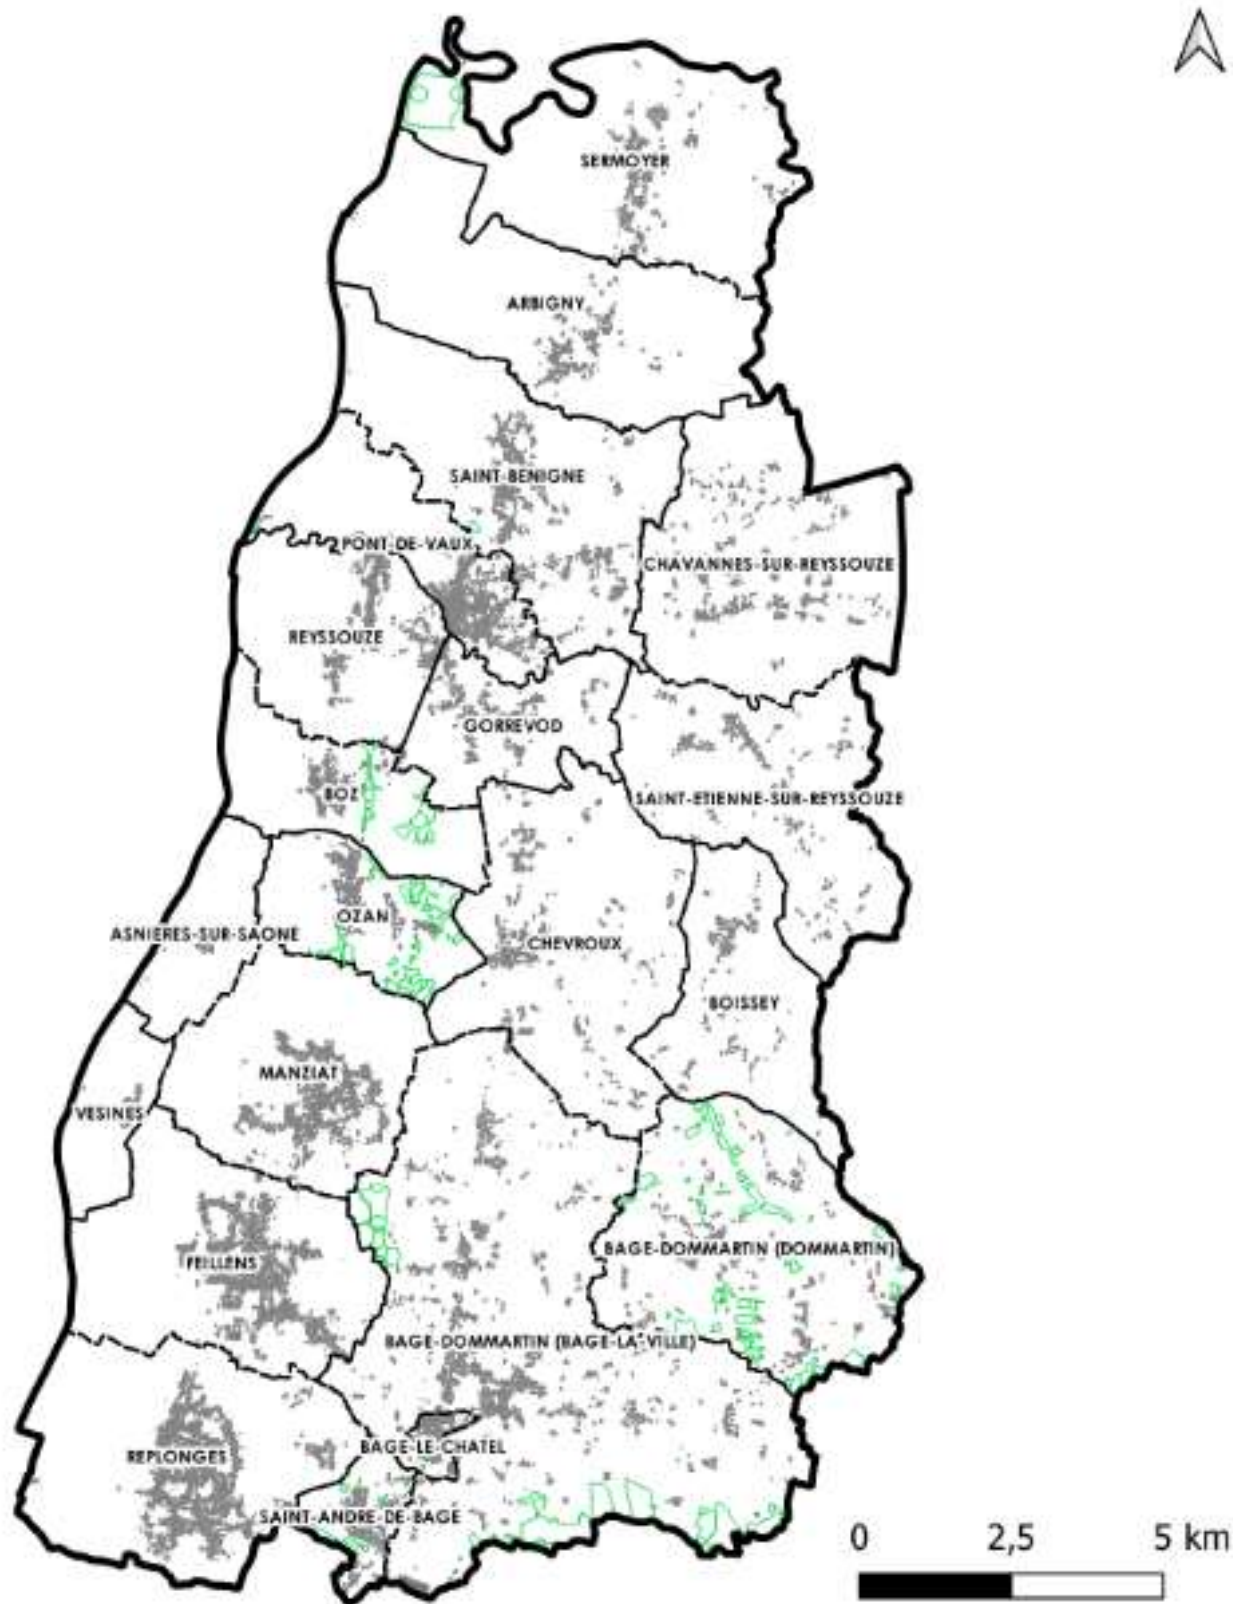 SERMOYER
ARBIGNY
SAINT-BENIGNE
PONT-DE-VAUX
CHAVANNES-SUR-REYSSOUZE
REYSSOUZE
GORREVOD
BOZ
SAINT-ETIENNE-SUR-REYSSOUZE
OZAN
ASNIERES-SUR-SAONE
CHEVROUX
BOISSEY
MANZIAT
VESINES
BAGE-DOMMARTIN (DOMMARTIN)
FEILLENS
BAGE-DOMMARTIN (BAGE-LA-VILLE)
BAGE-LE-CHATEL
REPLONGES
SAINT-ANDRE-DE-BAGE
0 2,5 5 km